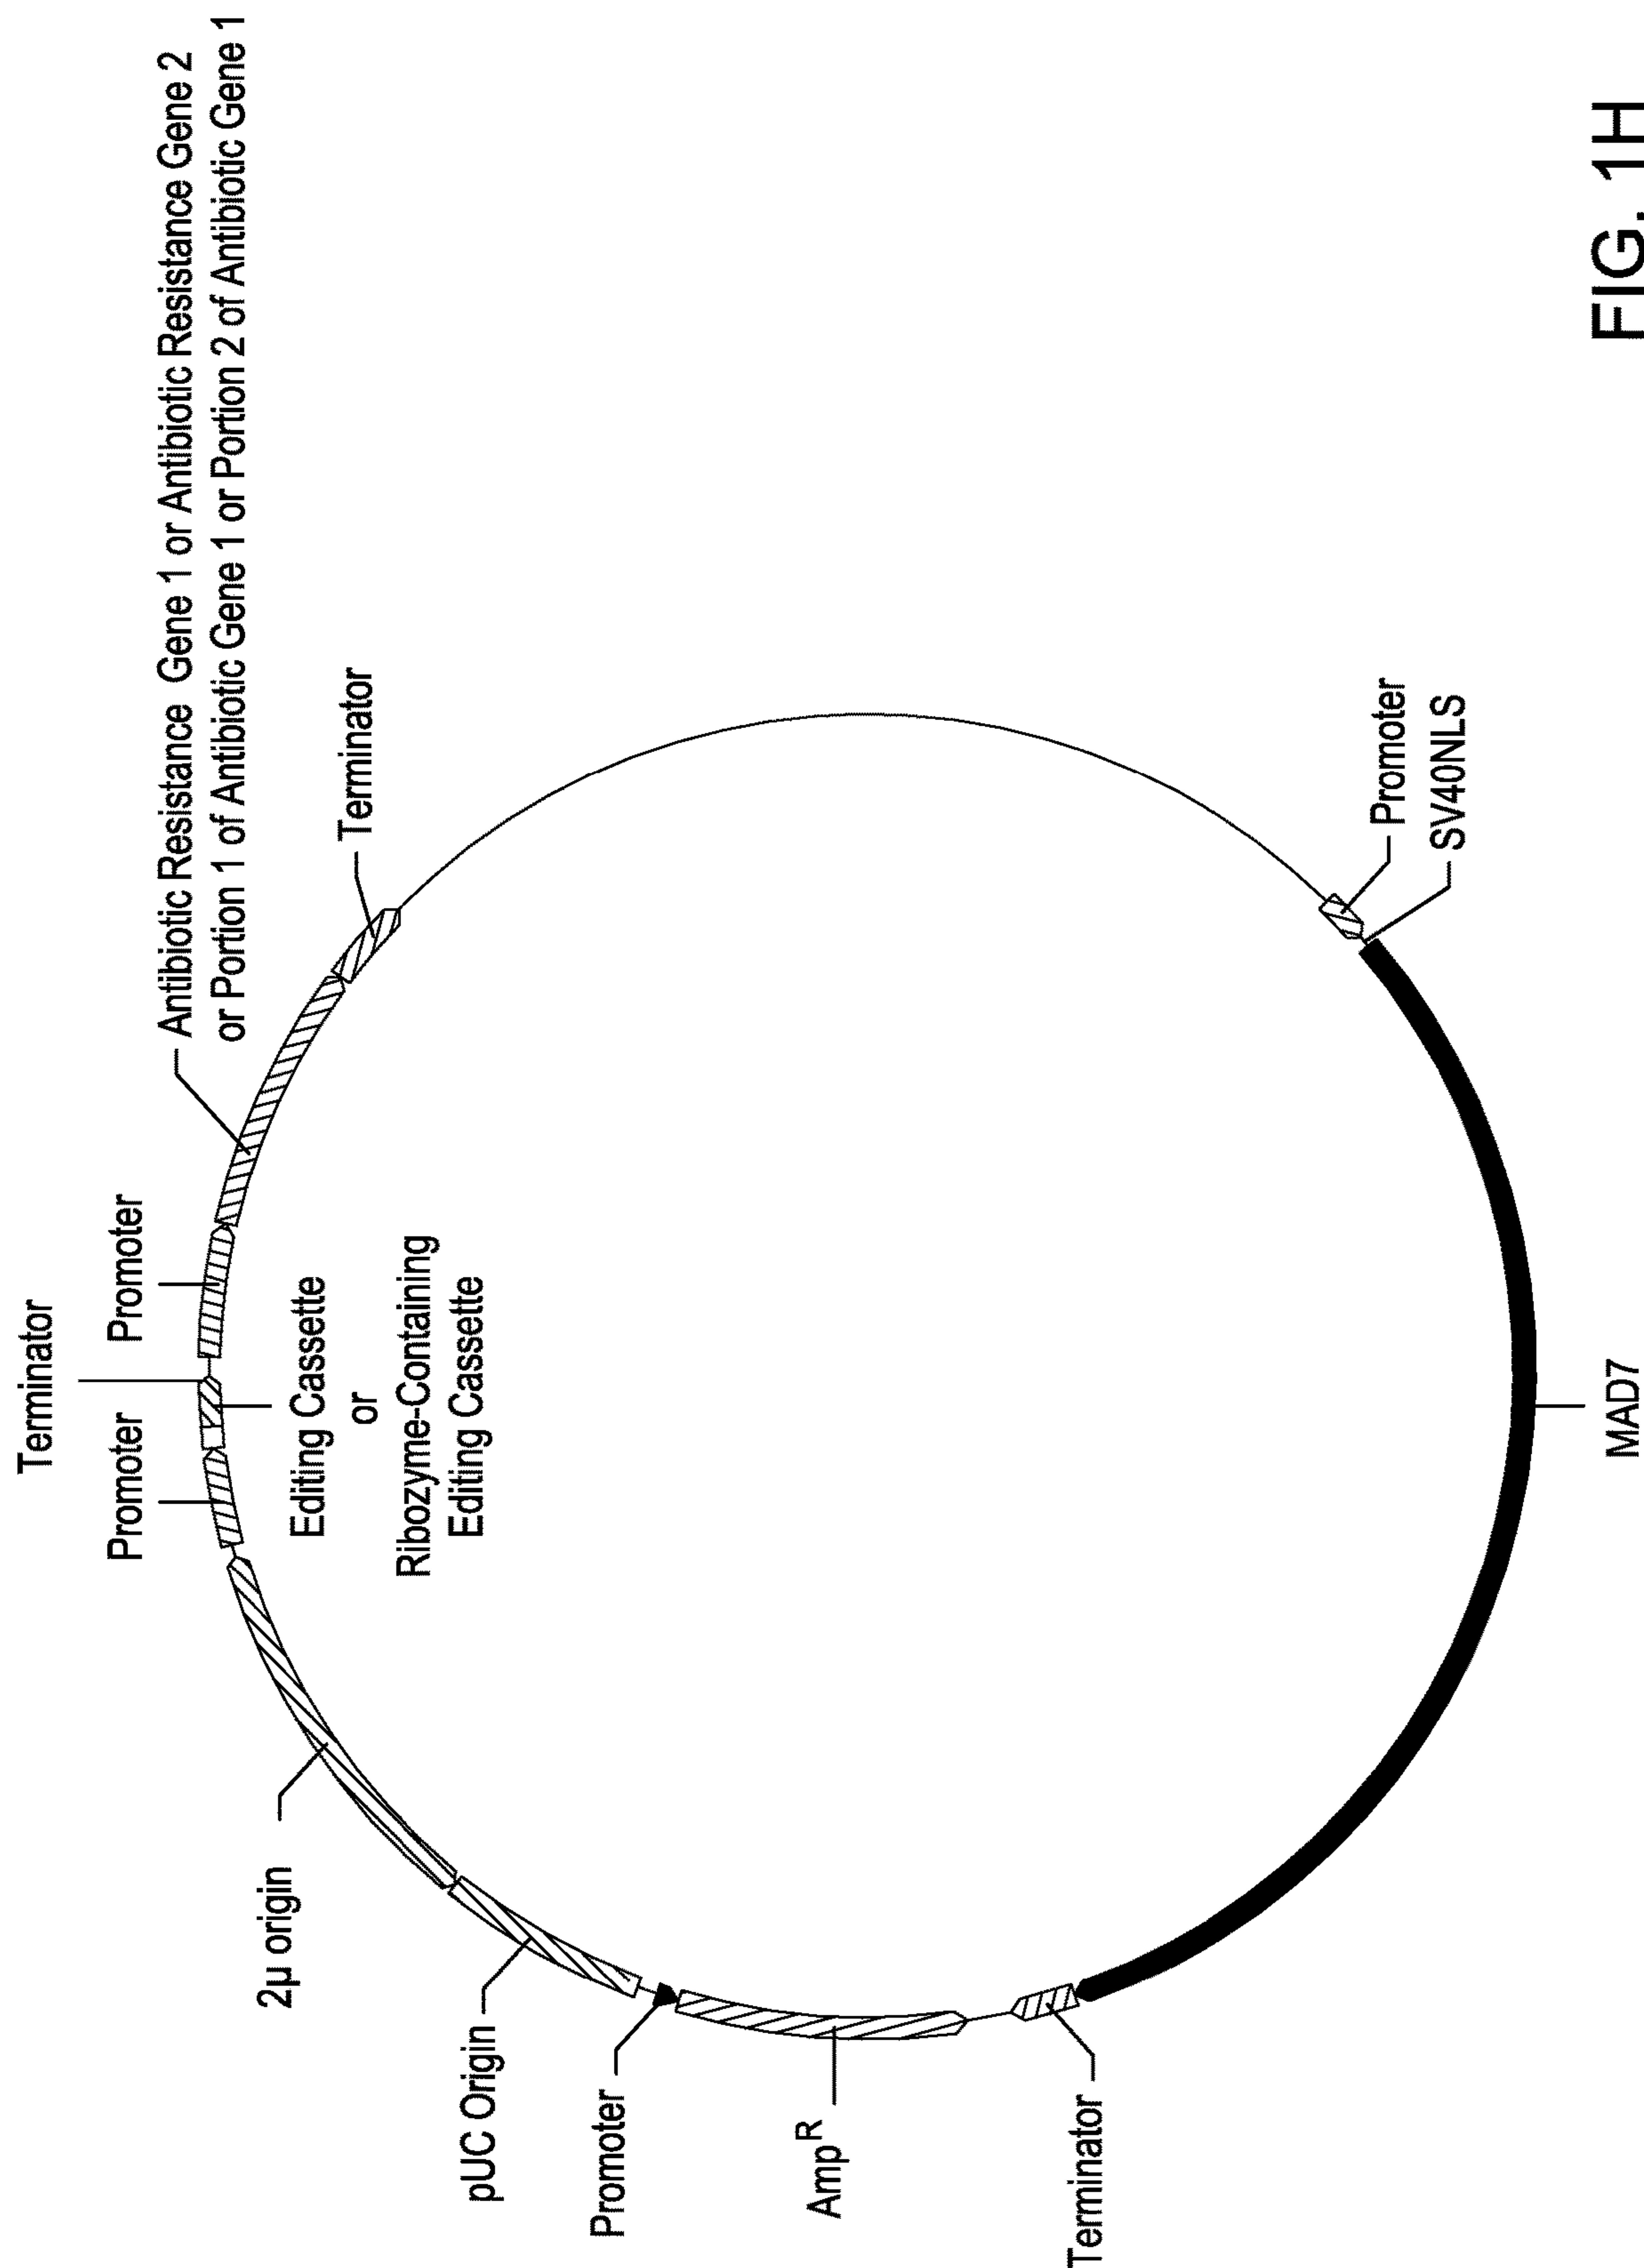 Terminator
Promoter
Promoter
Antibiotic Resistance Gene 1 or Antibiotic Resistance Gene 2
or Portion 1 of Antibiotic Gene 1 or Portion 2 of Antibiotic Gene 1
Editing Cassette
or
Ribozyme-Containing
Editing Cassette
2µ origin
Terminator
pUC Origin
Promoter
Amp^R
Terminator
Promoter
SV40NLS
MAD7
FIG. 1H